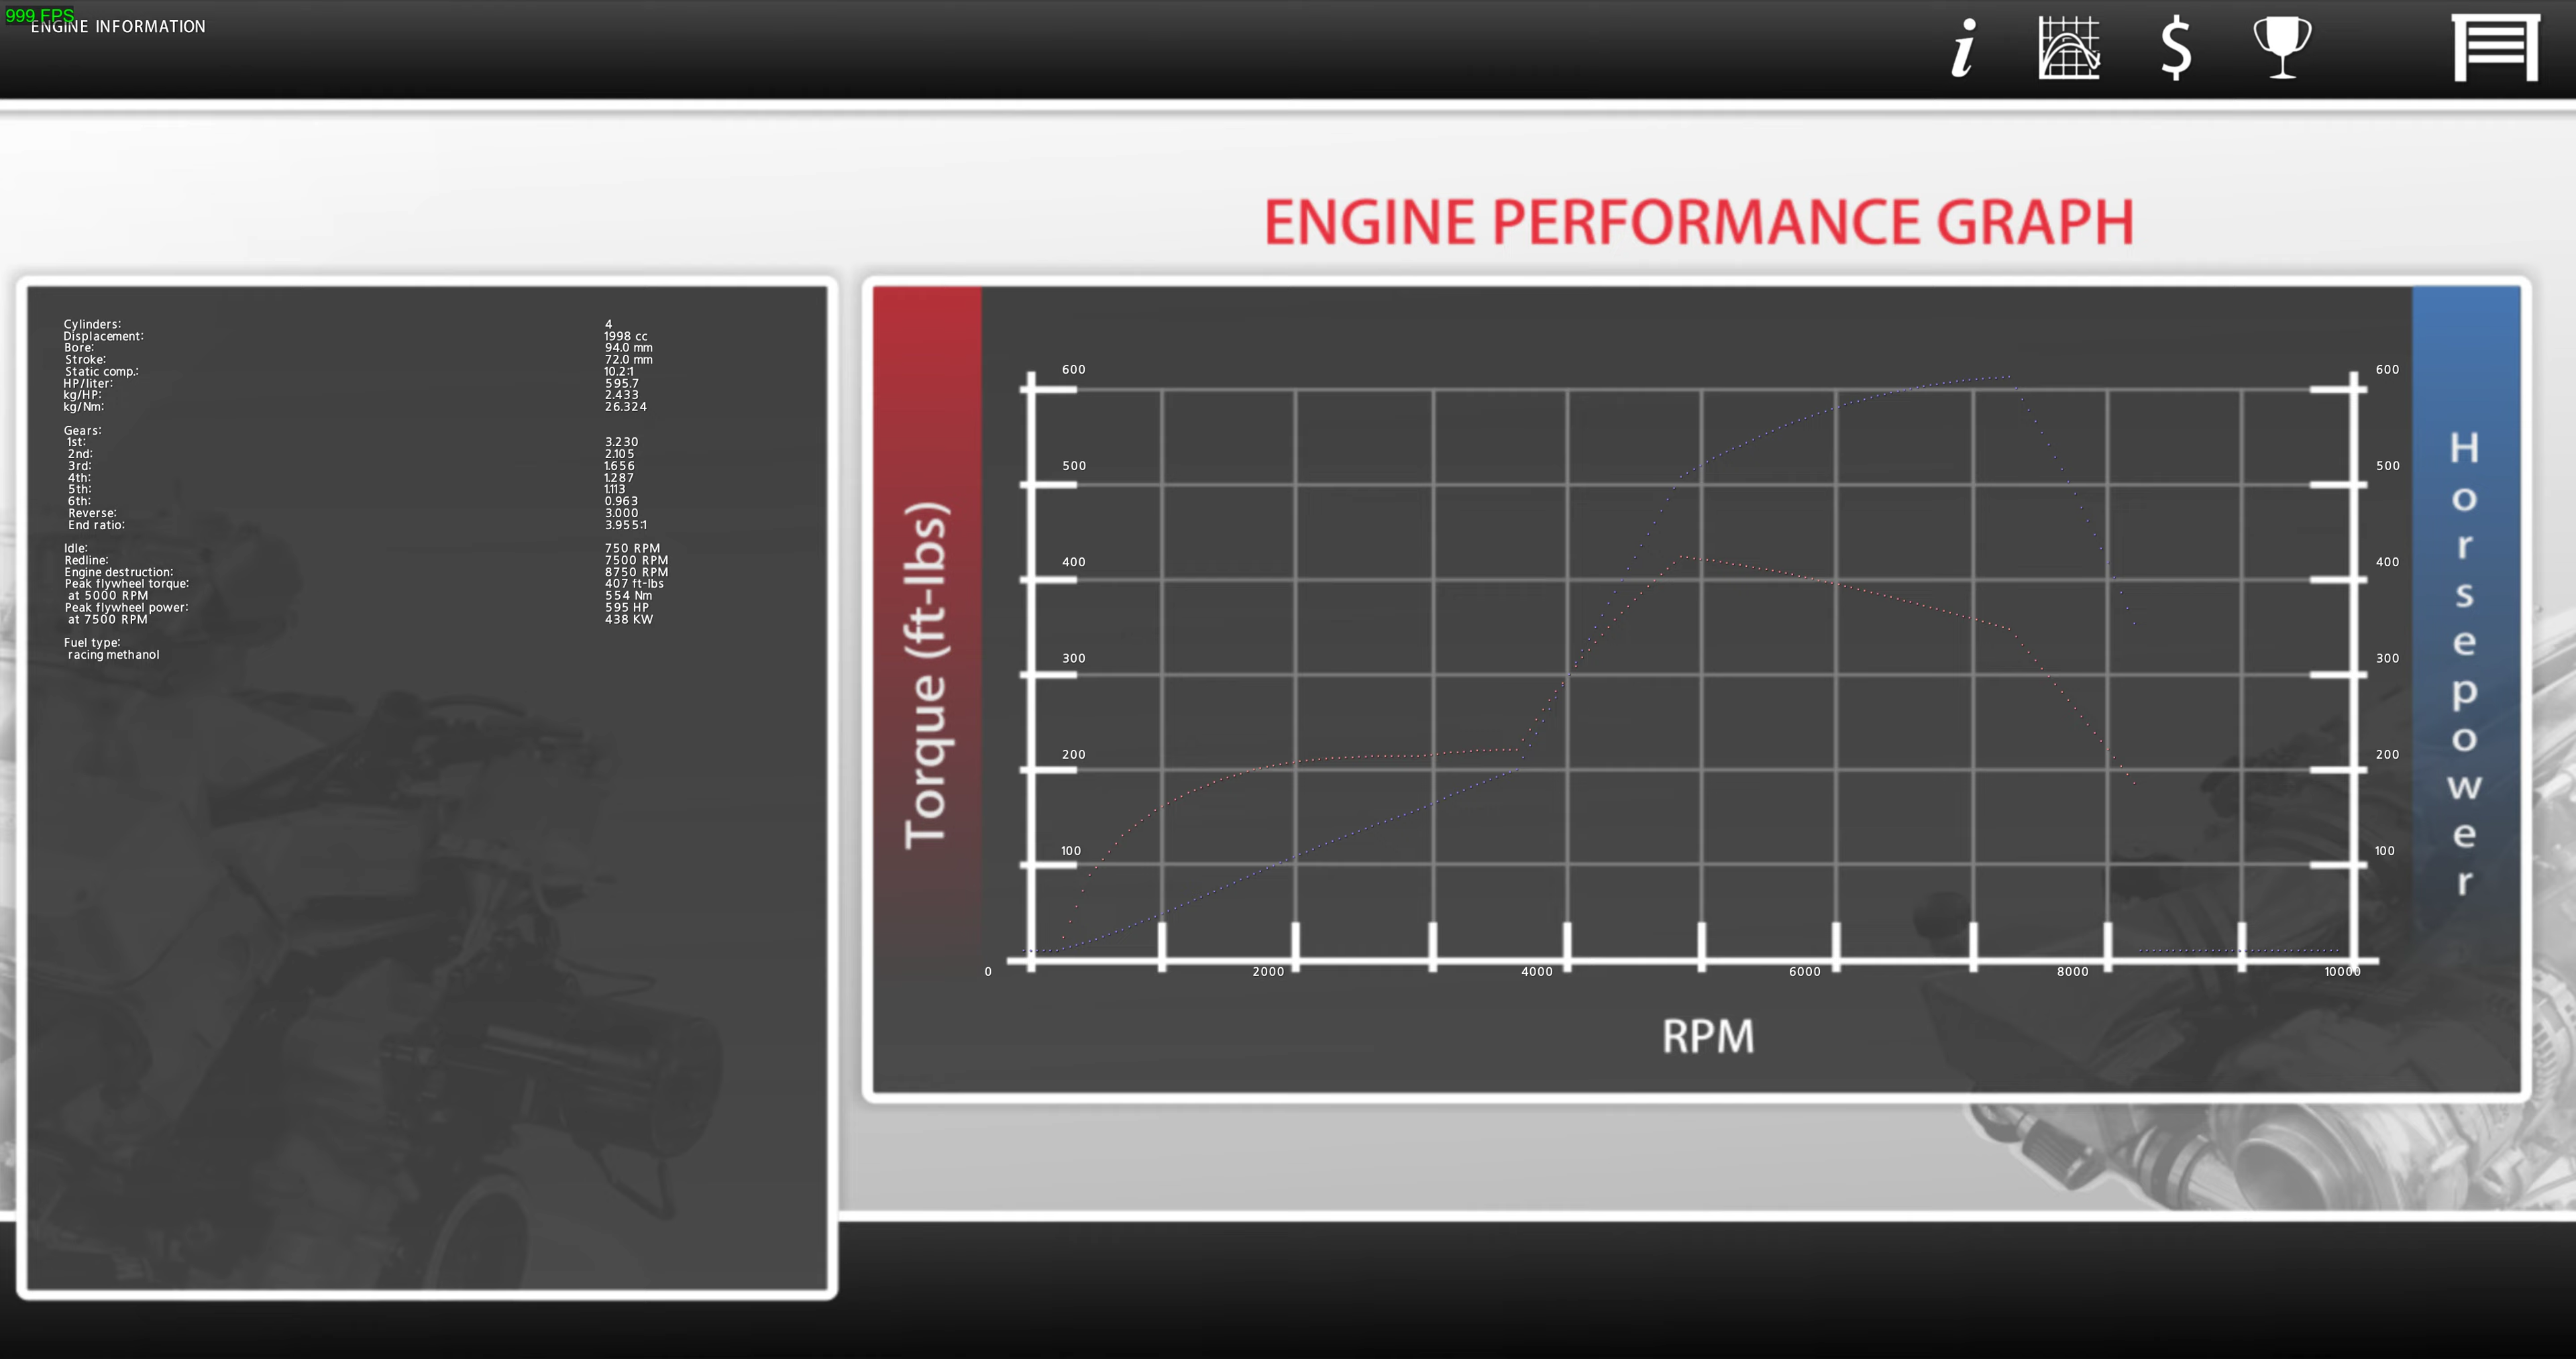 999 FPS
ENGINE INFORMATION
ENGINE PERFORMANCE GRAPH
Cylinders: 4
Displacement: 1998 cc
Bore: 94.0 mm
Stroke: 72.0 mm
Static comp.: 10.2:1
HP/liter: 595.7
kg/HP: 2.433
kg/Nm: 26.324
Gears:
1st: 3.230
2nd: 2.105
3rd: 1.656
4th: 1.287
5th: 1.113
6th: 0.963
Reverse: 3.000
End ratio: 3.955:1
Idle: 750 RPM
Redline: 7500 RPM
Engine destruction: 8750 RPM
Peak flywheel torque: 407 ft-lbs
at 5000 RPM 554 Nm
Peak flywheel power: 595 HP
at 7500 RPM 438 KW
Fuel type:
racing methanol
Torque (ft-lbs)
600
500
400
300
200
100
600
500
400
300
200
100
Horsepower
0 2000 4000 6000 8000 10000
RPM